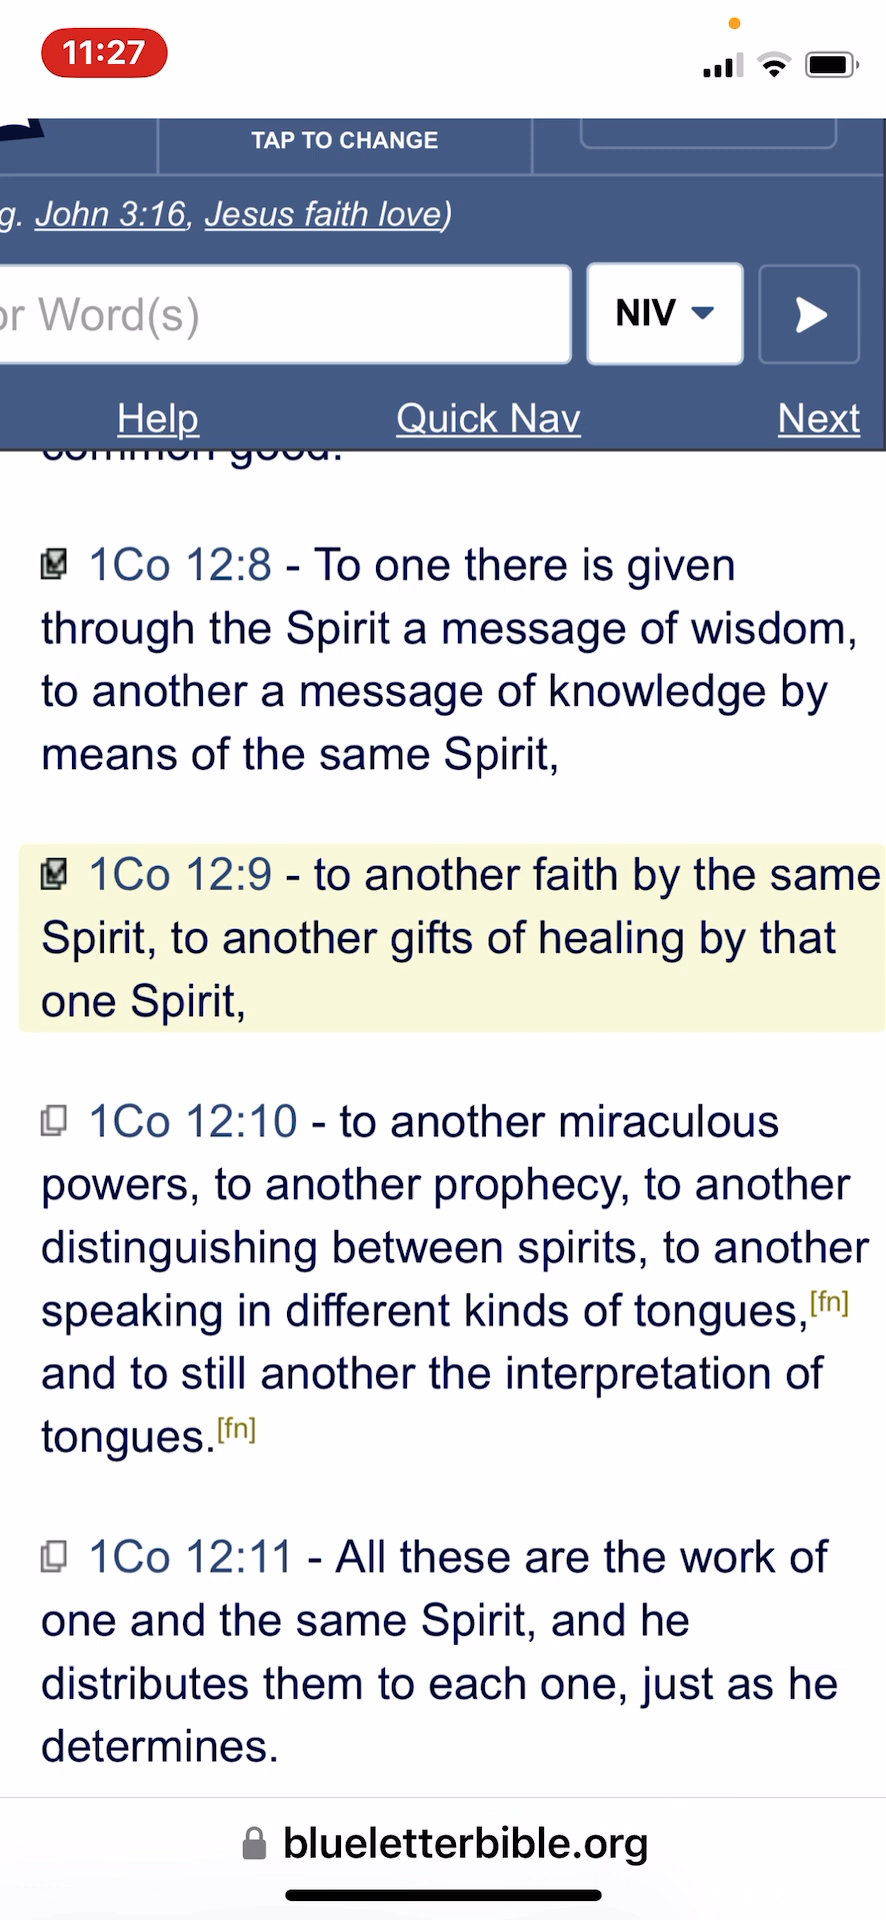 11:27
TAP TO CHANGE
g. John 3:16, Jesus faith love)
or Word(s)
NIV
Help Quick Nav Next
common good.
1Co 12:8 - To one there is given
through the Spirit a message of wisdom,
to another a message of knowledge by
means of the same Spirit,
1Co 12:9 - to another faith by the same
Spirit, to another gifts of healing by that
one Spirit,
1Co 12:10 - to another miraculous
powers, to another prophecy, to another
distinguishing between spirits, to another
speaking in different kinds of tongues,[fn]
and to still another the interpretation of
tongues.[fn]
1Co 12:11 - All these are the work of
one and the same Spirit, and he
distributes them to each one, just as he
determines.
blueletterbible.org